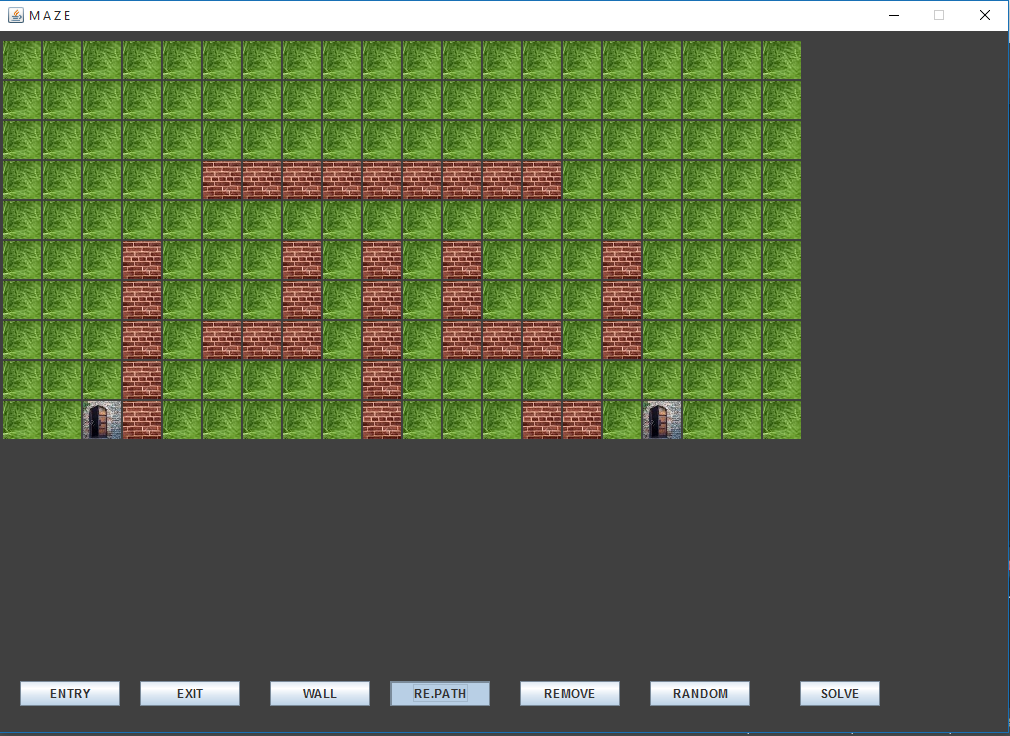 MAZE
ENTRY
EXIT
WALL
RE.PATH
REMOVE
RANDOM
SOLVE